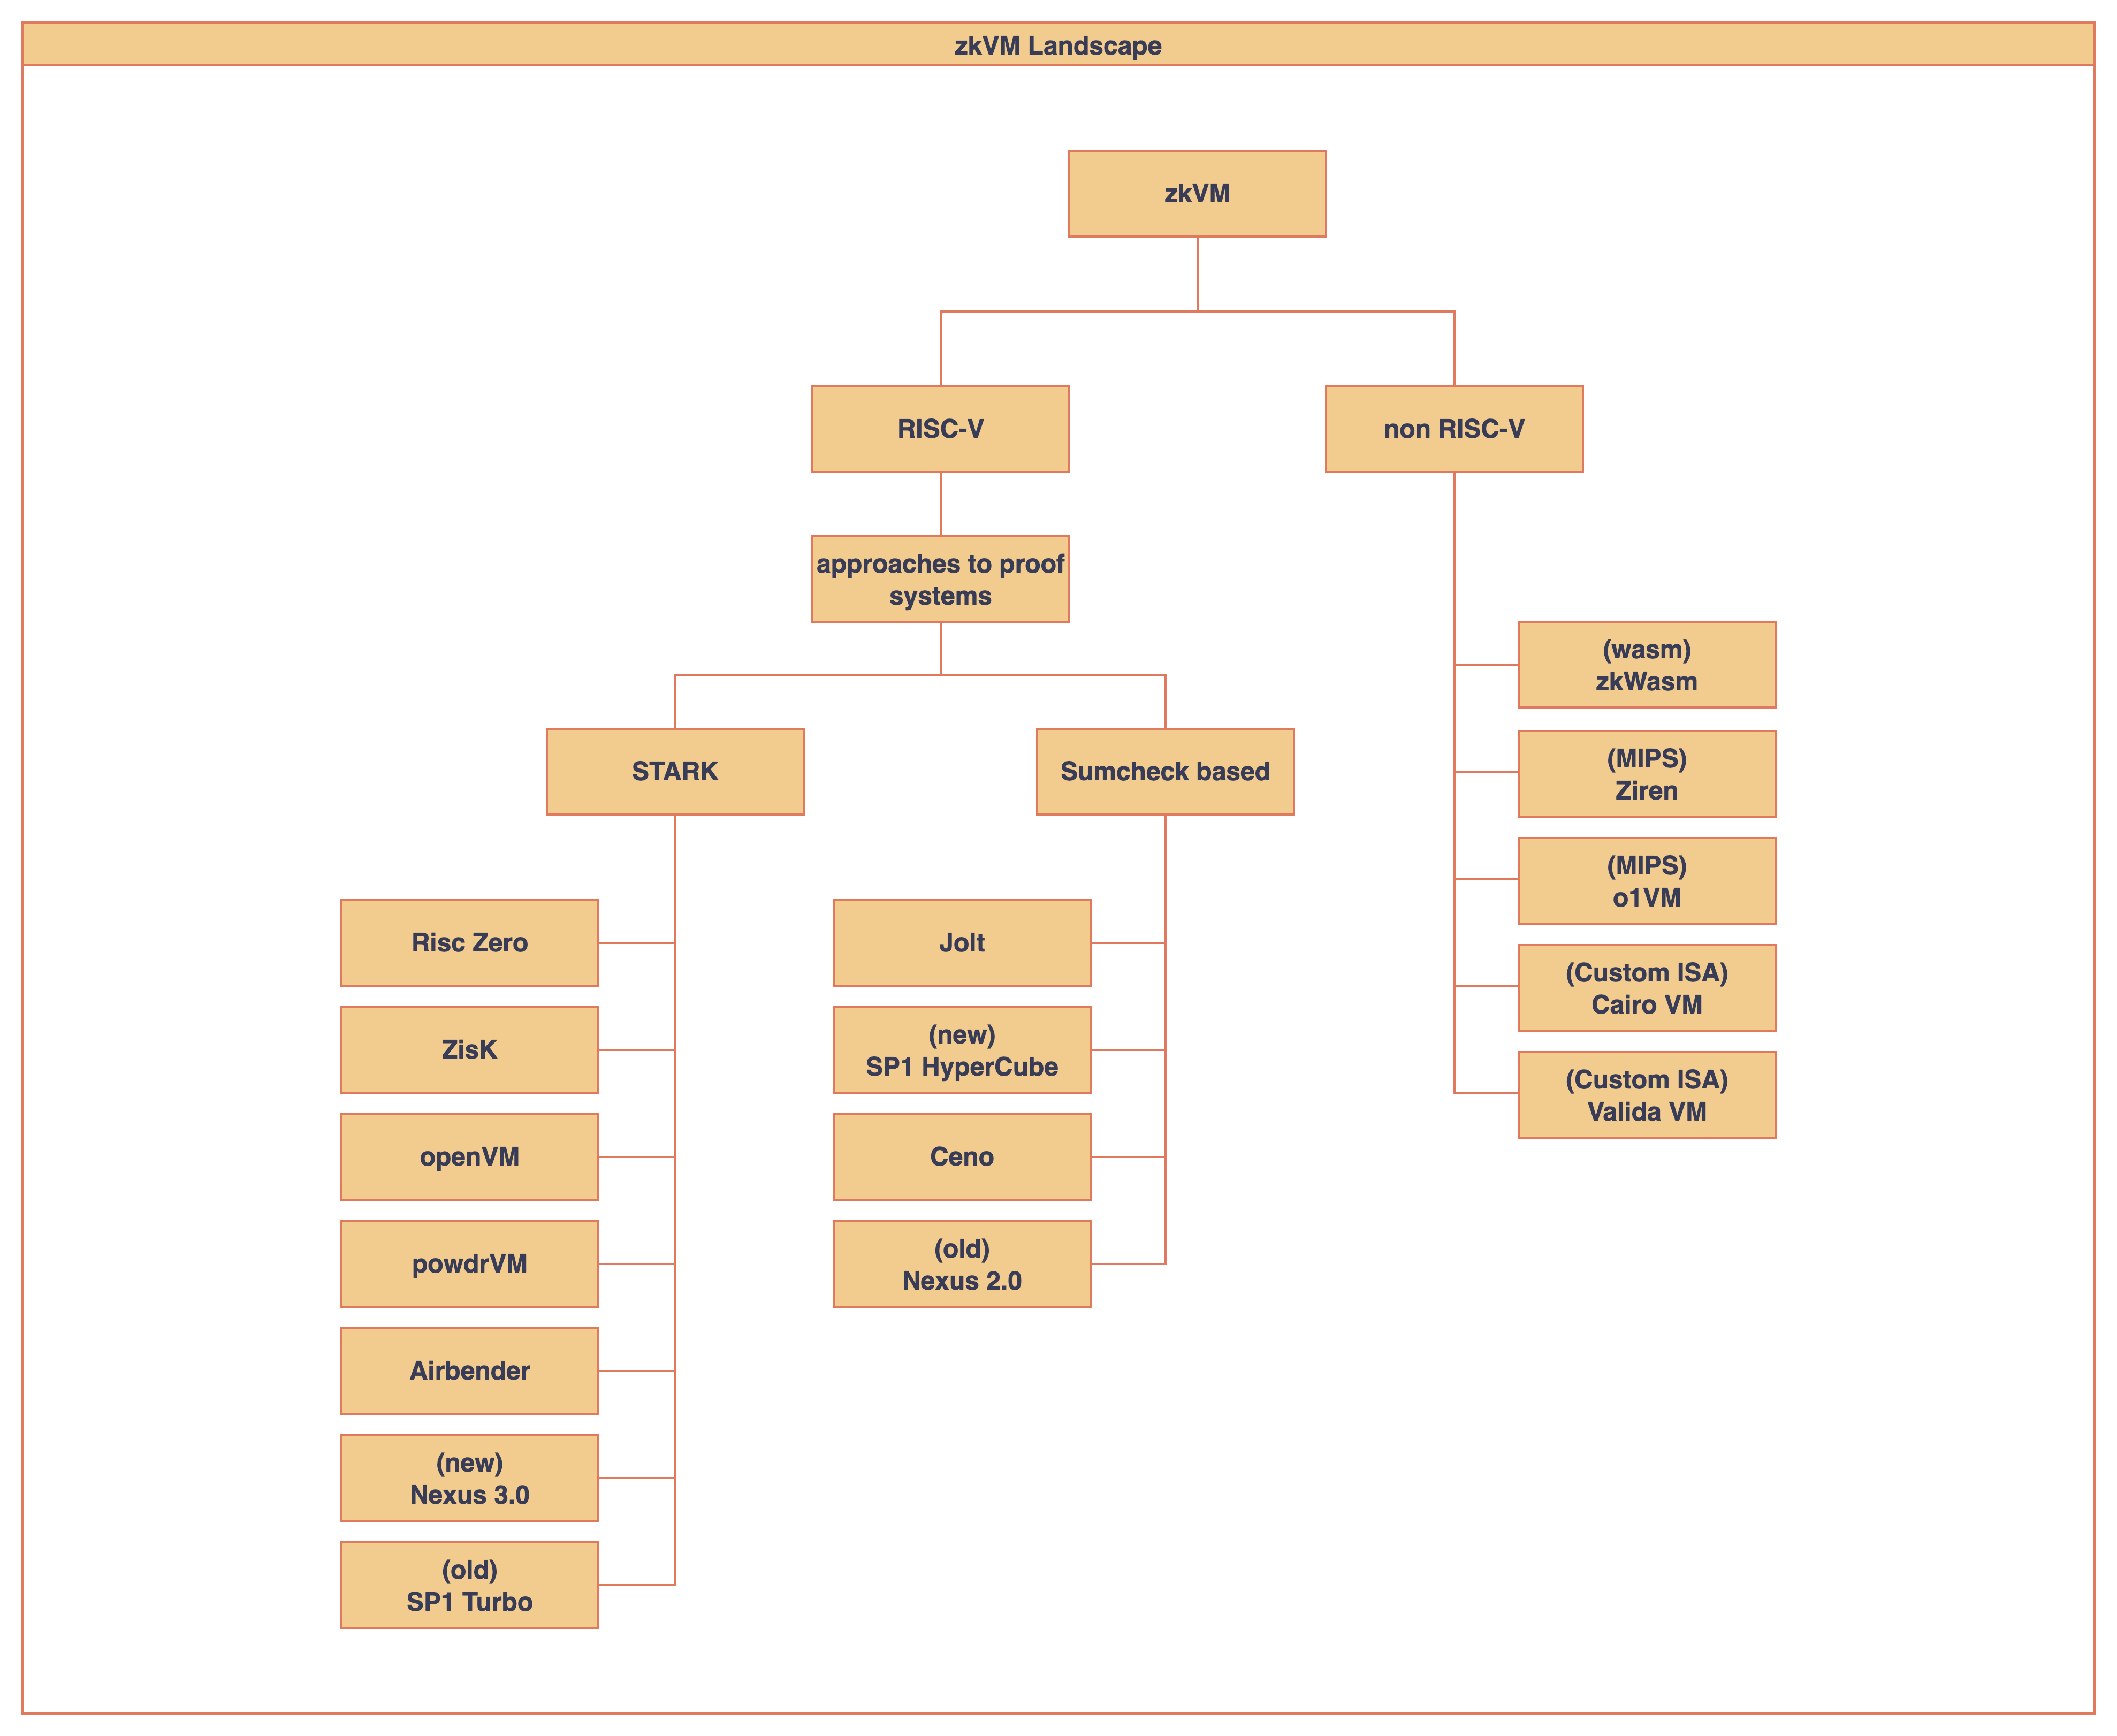 zkVM Landscape
zkVM
RISC-V
non RISC-V
approaches to proof
systems
STARK
Sumcheck based
Risc Zero
ZisK
openVM
powdrVM
Airbender
(new)
Nexus 3.0
(old)
SP1 Turbo
Jolt
(new)
SP1 HyperCube
Ceno
(old)
Nexus 2.0
(wasm)
zkWasm
(MIPS)
Ziren
(MIPS)
o1VM
(Custom ISA)
Cairo VM
(Custom ISA)
Valida VM